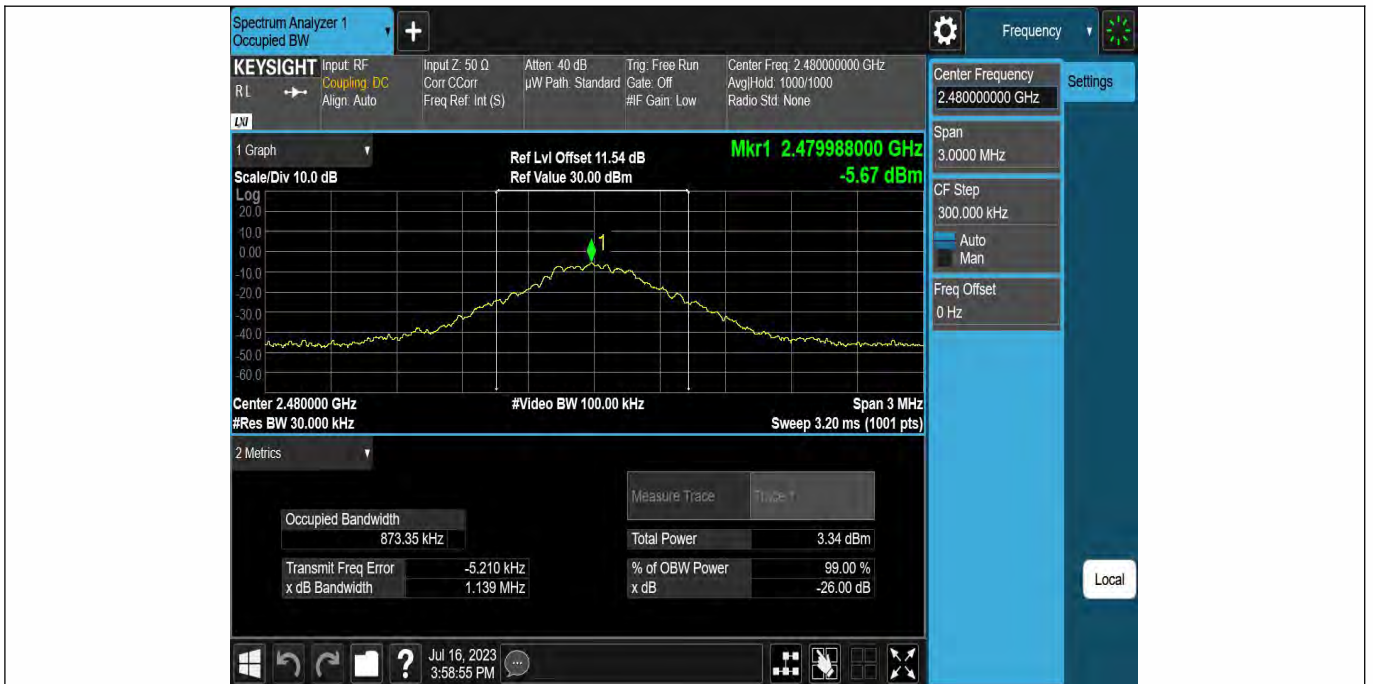 Spectrum Analyzer 1
Occupied BW
Frequency
KEYSIGHT
R L
LXI
Input: RF
Coupling: DC
Align: Auto
Input Z: 50 Ω
Corr CCorr
Freq Ref: Int (S)
Atten: 40 dB
µW Path: Standard
Trig: Free Run
Gate: Off
#IF Gain: Low
Center Freq: 2.480000000 GHz
Avg|Hold: 1000/1000
Radio Std: None
Center Frequency
2.480000000 GHz
Settings
Span
3.0000 MHz
CF Step
300.000 kHz
Auto
Man
Freq Offset
0 Hz
Local
1 Graph
Scale/Div 10.0 dB
Ref Lvl Offset 11.54 dB
Ref Value 30.00 dBm
Mkr1 2.479988000 GHz
-5.67 dBm
Log
20.0
10.0
0.00
-10.0
-20.0
-30.0
-40.0
-50.0
-60.0
1
Center 2.480000 GHz
#Video BW 100.00 kHz
Span 3 MHz
#Res BW 30.000 kHz
Sweep 3.20 ms (1001 pts)
2 Metrics
Measure Trace
Trace 1
Occupied Bandwidth
873.35 kHz
Total Power
3.34 dBm
Transmit Freq Error
-5.210 kHz
% of OBW Power
99.00 %
x dB Bandwidth
1.139 MHz
x dB
-26.00 dB
?
Jul 16, 2023
3:58:55 PM